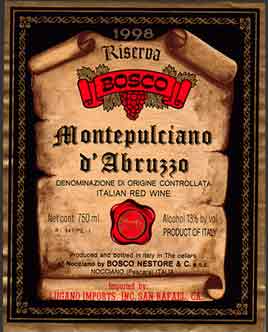 1998
Riserva
BOSCO
Montepulciano
d'Abruzzo
DENOMINAZIONE DI ORIGINE CONTROLLATA
ITALIAN RED WINE
Net cont. 750 ml. Alcohol 13% by vol.
PRODUCT OF ITALY
Produced and bottled in Italy in The cellars
of Nocciano by BOSCO NESTORE & C. s.n.c.
NOCCIANO (Pescara) ITALIA
Imported by:
LUGANO IMPORTS, INC. SAN RAFAEL, CA.